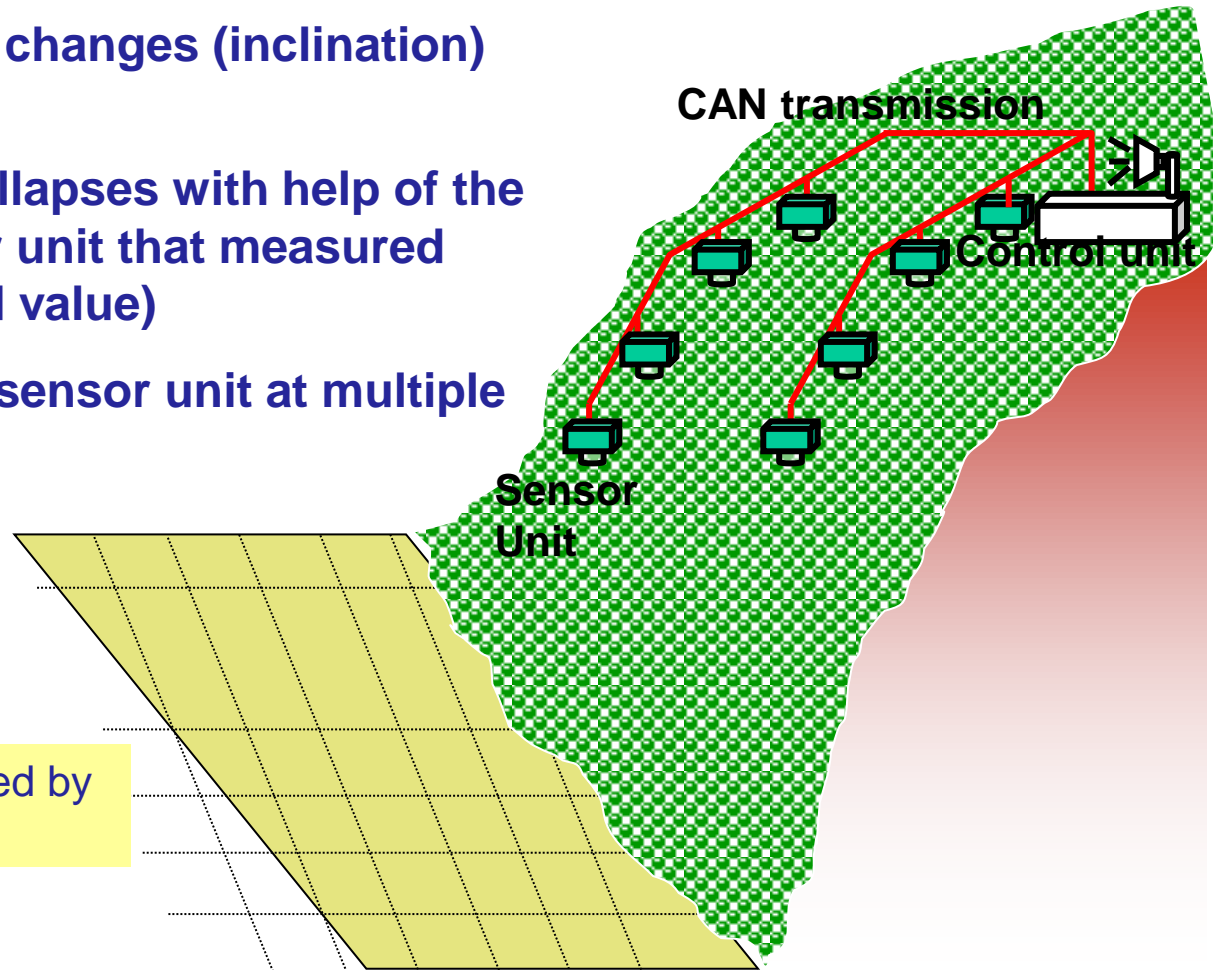 changes (inclination)
llapses with help of the
unit that measured
value)
sensor unit at multiple
ed by
CAN transmission
Control unit
Sensor
Unit